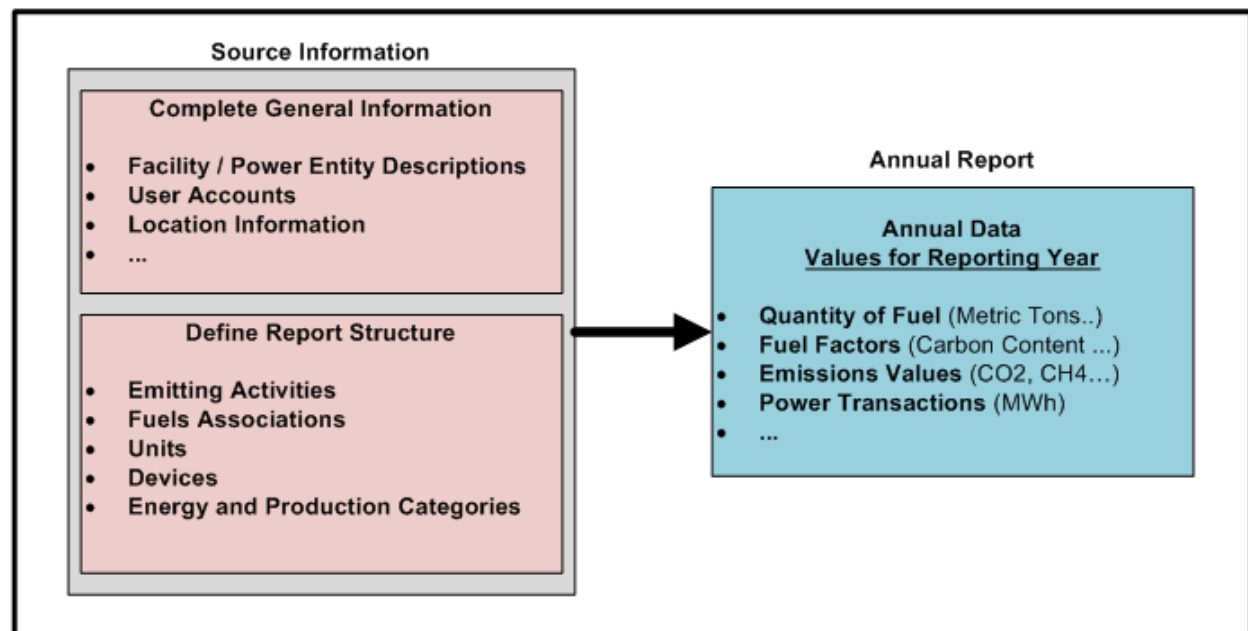 Source Information
Complete General Information
• Facility / Power Entity Descriptions
• User Accounts
• Location Information
• ...
Define Report Structure
• Emitting Activities
• Fuels Associations
• Units
• Devices
• Energy and Production Categories
Annual Report
Annual Data
Values for Reporting Year
• Quantity of Fuel (Metric Tons..)
• Fuel Factors (Carbon Content ...)
• Emissions Values (CO2, CH4...)
• Power Transactions (MWh)
• ...